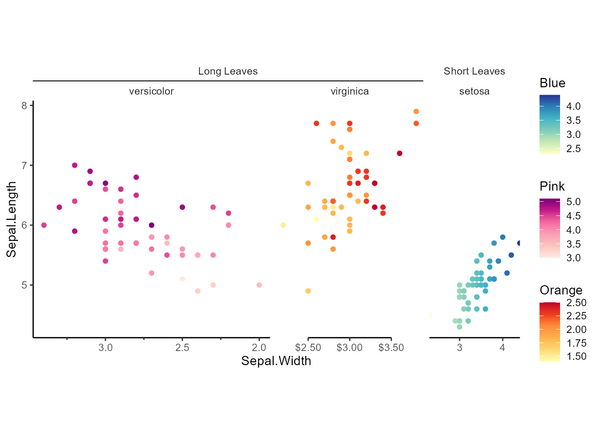 Long Leaves
Short Leaves
versicolor
virginica
setosa
Sepal.Length
8
7
6
5
3.0
2.5
2.0
$2.50
$3.00
$3.50
3
4
Sepal.Width
Blue
4.0
3.5
3.0
2.5
Pink
5.0
4.5
4.0
3.5
3.0
Orange
2.50
2.25
2.00
1.75
1.50